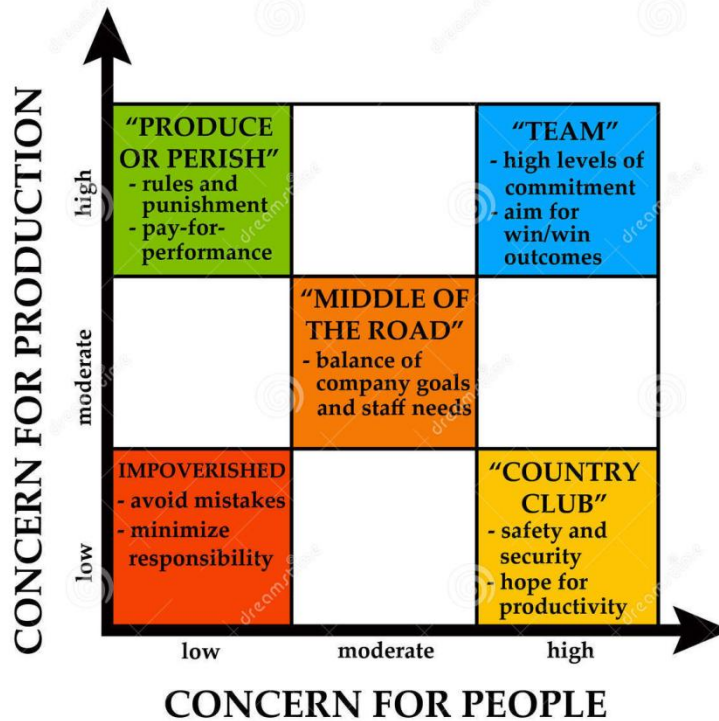 CONCERN FOR PRODUCTION
high
moderate
low
“PRODUCE
OR PERISH”
- rules and
punishment
- pay-for-
performance
“TEAM”
- high levels of
commitment
- aim for
win/win
outcomes
“MIDDLE OF
THE ROAD”
- balance of
company goals
and staff needs
IMPOVERISHED
- avoid mistakes
- minimize
responsibility
“COUNTRY
CLUB”
- safety and
security
- hope for
productivity
low
moderate
high
CONCERN FOR PEOPLE
dreamstime